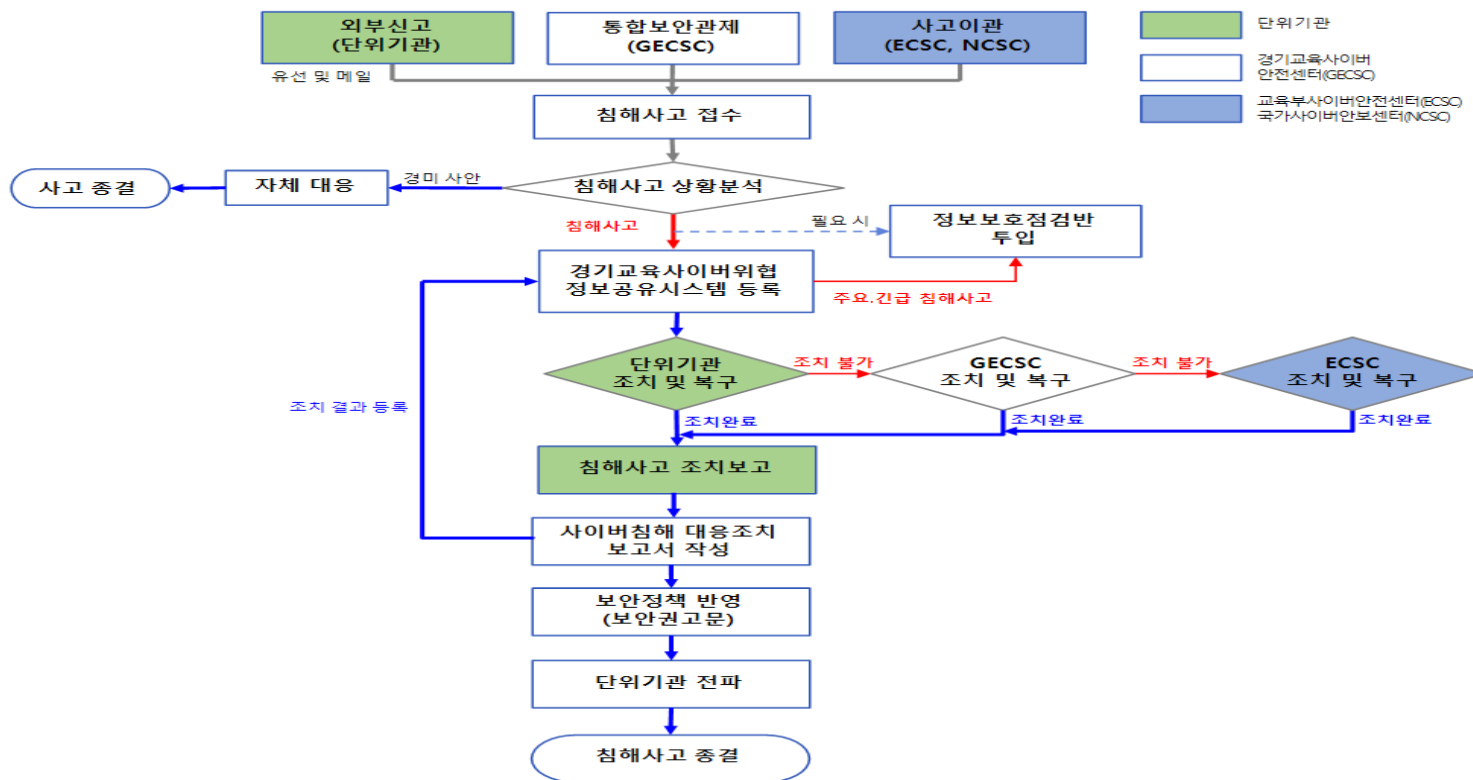 외부신고
(단위기관)
통합보안관제
(GECSC)
사고이관
(ECSC, NCSC)
단위기관
경기교육사이버
안전센터(GECSC)
교육부사이버안전센터(ECSC)
국가사이버안보센터(NCSC)
유선 및 메일
침해사고 접수
사고 종결
자체 대응
경미 사안
침해사고 상황분석
침해사고
필요 시
정보보호점검반
투입
경기교육사이버위협
정보공유시스템 등록
주요.긴급 침해사고
단위기관
조치 및 복구
조치 불가
GECSC
조치 및 복구
조치 불가
ECSC
조치 및 복구
조치 결과 등록
조치완료
조치완료
조치완료
침해사고 조치보고
사이버침해 대응조치
보고서 작성
보안정책 반영
(보안권고문)
단위기관 전파
침해사고 종결